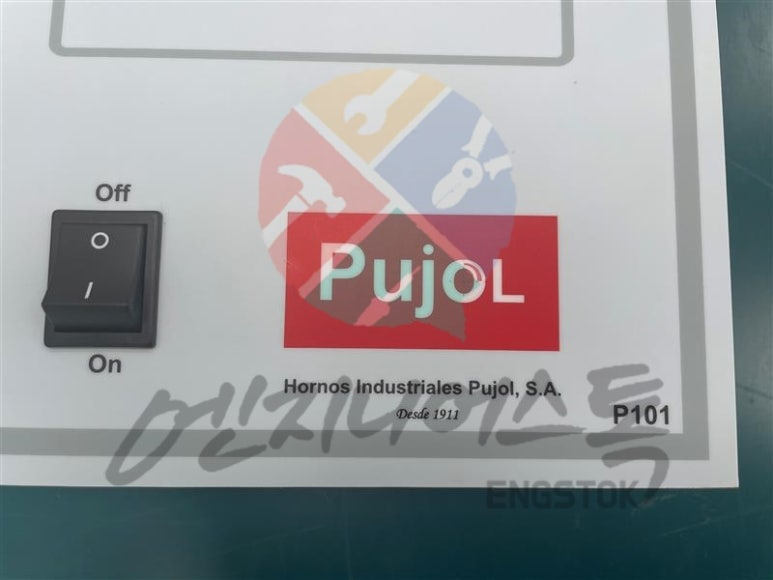 Off
O
I
On
PujoL
Hornos Industriales Pujol, S.A.
Desde 1911
P101
엔지니어스톡
ENGSTOK